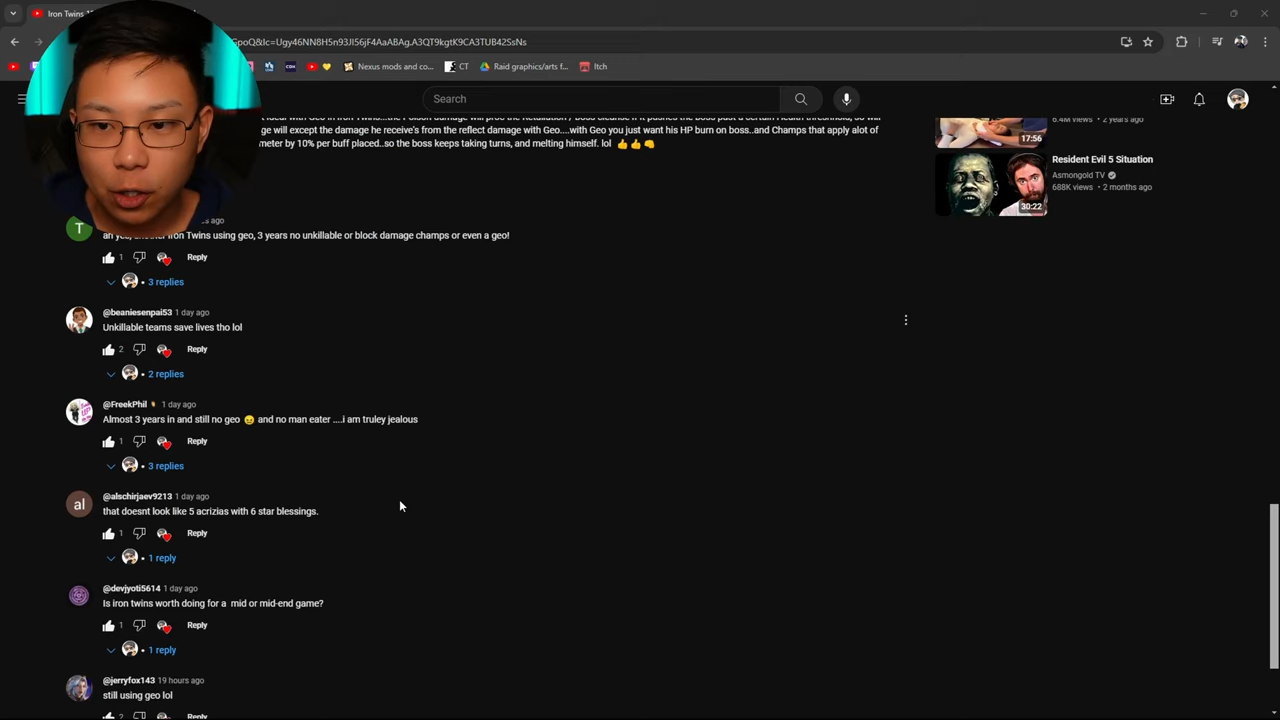 Iron Twins 1
EpoQ&lc=Ugy46NN8H5n93JI56jF4AaABAg.A3QT9kgtK9CA3TUB42SsNs
Nexus mods and co...
CT
Raid graphics/arts f...
Itch
Search
t ideal with Geo in Iron Twins...the Poison damage will proc the Retaliation / Boss cleanse if it pushes the Boss past a certain Health threshhold, so will
ge will except the damage he receive's from the reflect damage with Geo....with Geo you just want his HP burn on boss..and Champs that apply alot of
meter by 10% per buff placed..so the boss keeps taking turns, and melting himself. lol 👍👍👊
6.4M views • 2 years ago
17:56
Resident Evil 5 Situation
Asmongold TV
688K views • 2 months ago
30:22
T
s ago
ah yes, another Iron Twins using geo, 3 years no unkillable or block damage champs or even a geo!
1 Reply
• 3 replies
@beaniesenpai53 1 day ago
Unkillable teams save lives tho lol
2 Reply
• 2 replies
@FreekPhil 1 day ago
Almost 3 years in and still no geo 😖 and no man eater ....i am truley jealous
1 Reply
• 3 replies
al
@alschirjaev9213 1 day ago
that doesnt look like 5 acrizias with 6 star blessings.
1 Reply
• 1 reply
@devjyoti5614 1 day ago
Is iron twins worth doing for a mid or mid-end game?
1 Reply
• 1 reply
@jerryfox143 19 hours ago
still using geo lol
2 Reply